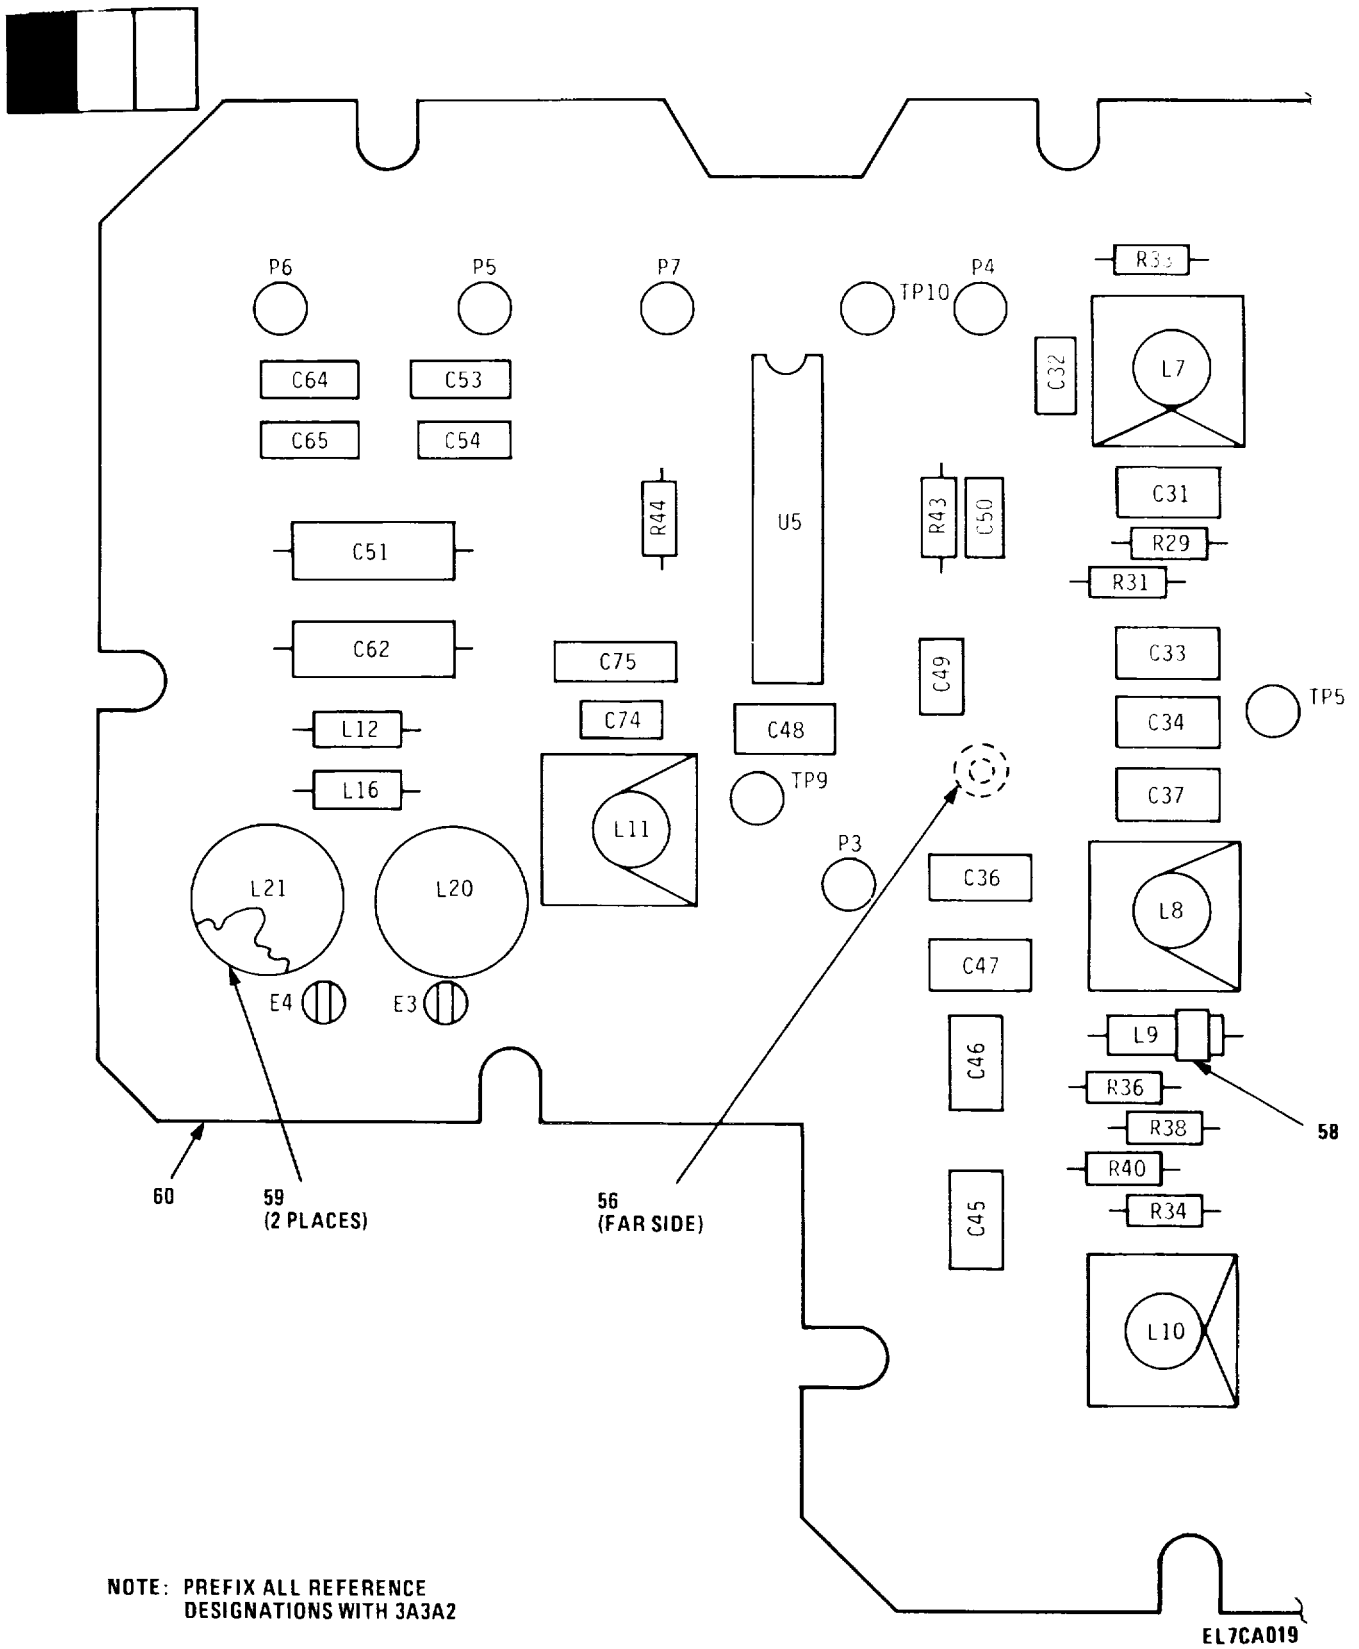 R33
P6 P5 P7 TP10 P4
C64 C53 C32 L7
C65 C54
R44 U5 R43 C50 C31
C51 R29
R31
C62 C75 C49 C33
L12 C74 C48 C34 TP5
L16 TP9 C37
L11
P3
L21 L20 C36 L8
C47
E4 E3
L9
C46
R36
R38 58
R40
60 59 56
(2 PLACES) (FAR SIDE)
C45 R34
L10
NOTE: PREFIX ALL REFERENCE
DESIGNATIONS WITH 3A3A2
EL7CA019